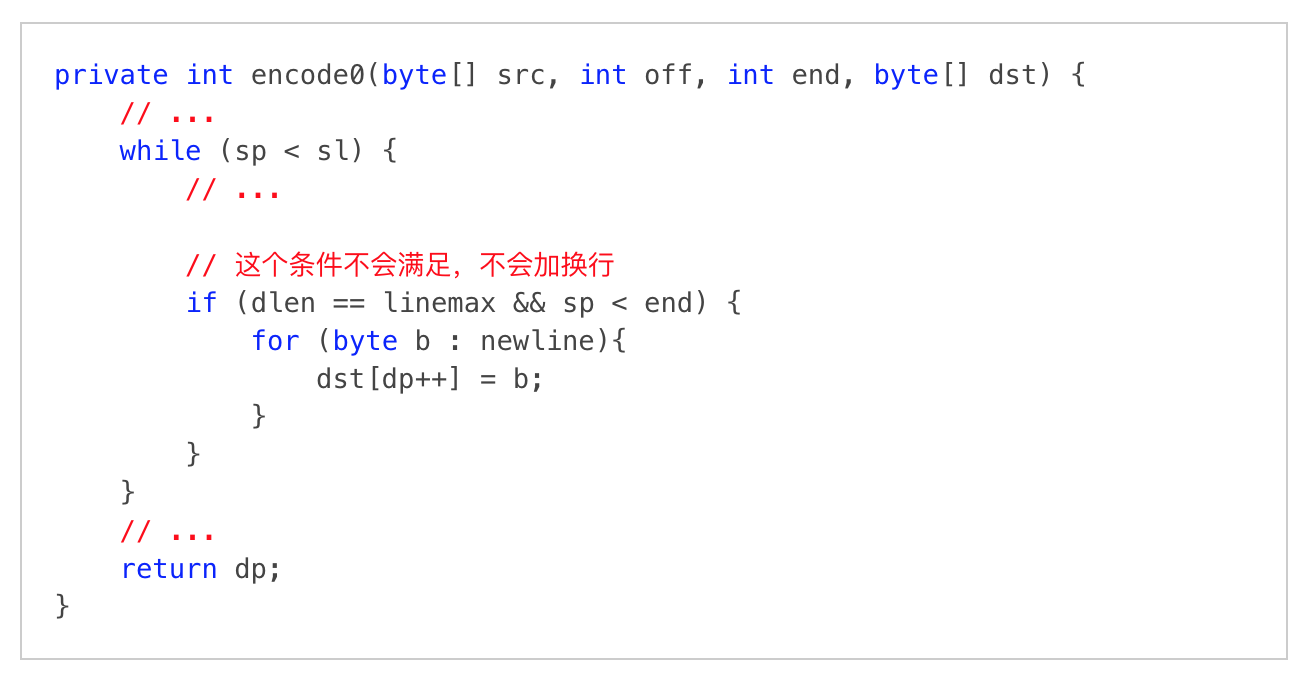 private int encode0(byte[] src, int off, int end, byte[] dst) {
    // ...
    while (sp < sl) {
        // ...

        // 这个条件不会满足，不会加换行
        if (dlen == linemax && sp < end) {
            for (byte b : newline){
                dst[dp++] = b;
            }
        }
    }
    // ...
    return dp;
}